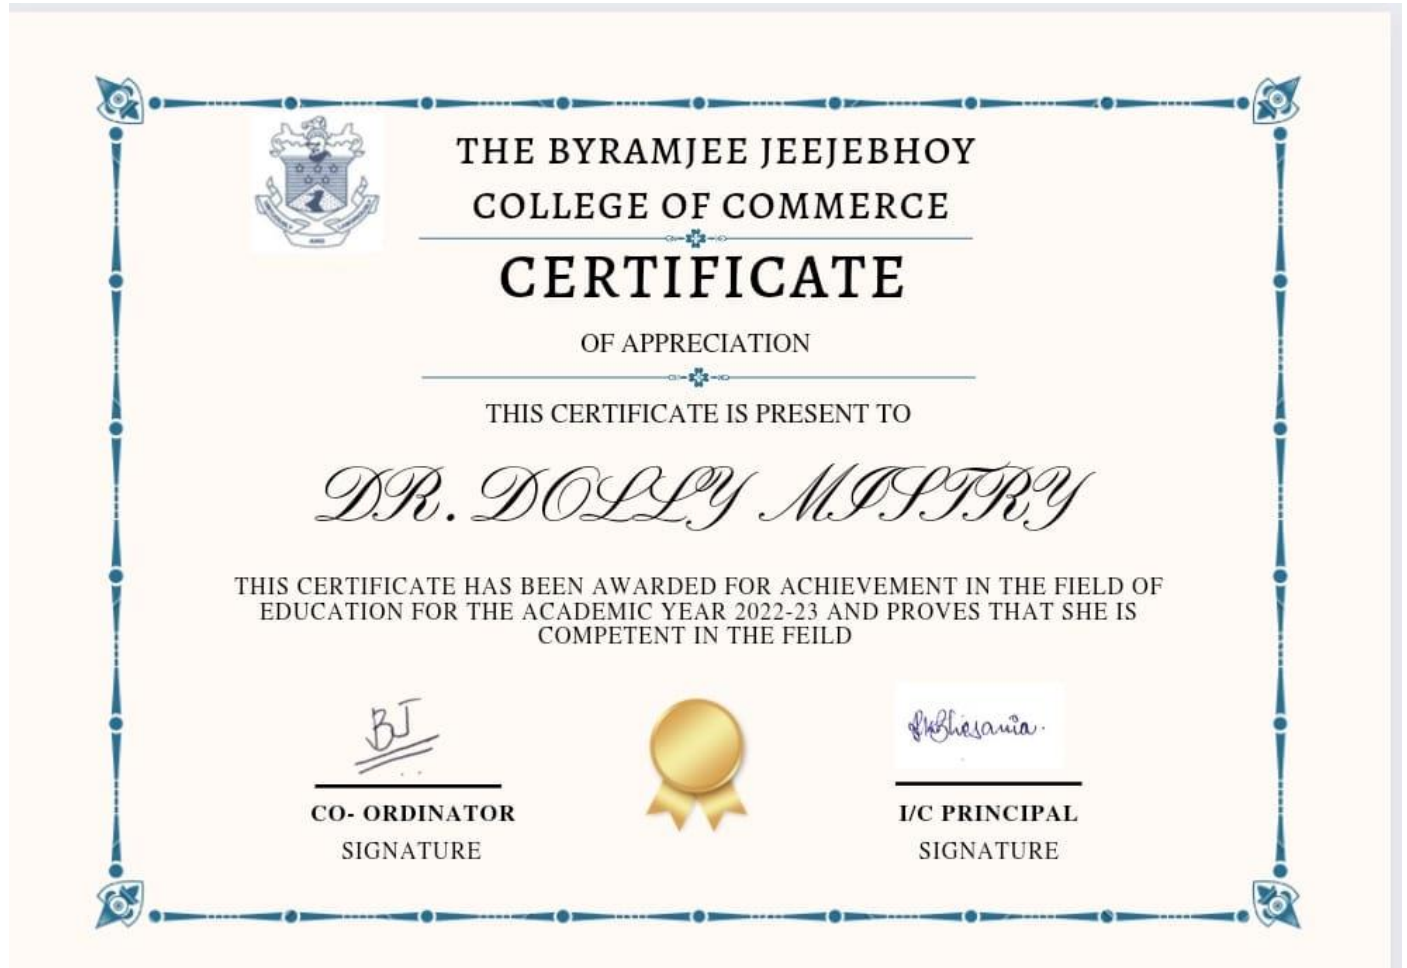 THE BYRAMJEE JEEJEBHOY
COLLEGE OF COMMERCE
CERTIFICATE
OF APPRECIATION
THIS CERTIFICATE IS PRESENT TO
DR. DOLLY MISTRY
THIS CERTIFICATE HAS BEEN AWARDED FOR ACHIEVEMENT IN THE FIELD OF
EDUCATION FOR THE ACADEMIC YEAR 2022-23 AND PROVES THAT SHE IS
COMPETENT IN THE FEILD
BJ
CO- ORDINATOR
SIGNATURE
I/C PRINCIPAL
SIGNATURE